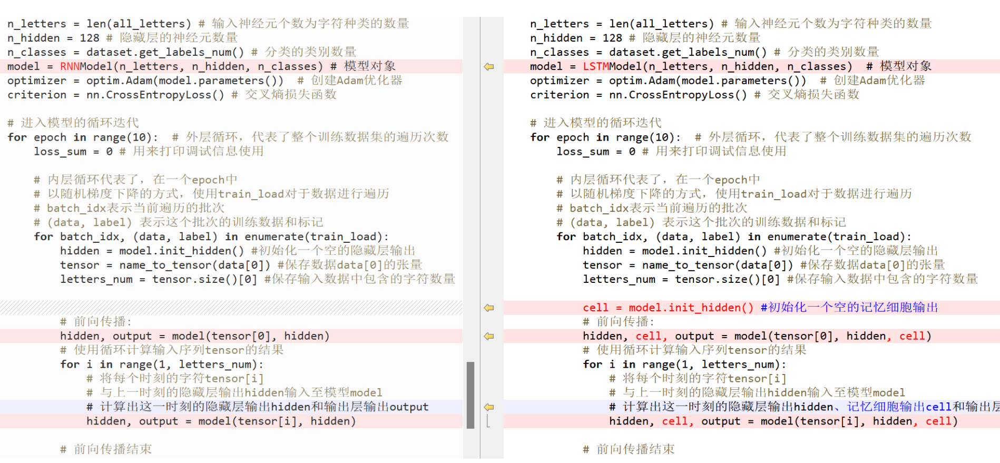 n_letters = len(all_letters) # 输入神经元个数为字符种类的数量
n_hidden = 128 # 隐藏层的神经元数量
n_classes = dataset.get_labels_num() # 分类的类别数量
model = RNNModel(n_letters, n_hidden, n_classes) # 模型对象
optimizer = optim.Adam(model.parameters())  # 创建Adam优化器
criterion = nn.CrossEntropyLoss() # 交叉熵损失函数
# 进入模型的循环迭代
for epoch in range(10):  # 外层循环，代表了整个训练数据集的遍历次数
    loss_sum = 0 # 用来打印调试信息使用
    # 内层循环代表了，在一个epoch中
    # 以随机梯度下降的方式，使用train_load对于数据进行遍历
    # batch_idx表示当前遍历的批次
    # (data, label) 表示这个批次的训练数据和标记
    for batch_idx, (data, label) in enumerate(train_load):
        hidden = model.init_hidden() #初始化一个空的隐藏层输出
        tensor = name_to_tensor(data[0]) #保存数据data[0]的张量
        letters_num = tensor.size()[0] #保存输入数据中包含的字符数量
        # 前向传播:
        hidden, output = model(tensor[0], hidden)
        # 使用循环计算输入序列tensor的结果
        for i in range(1, letters_num):
            # 将每个时刻的字符tensor[i]
            # 与上一时刻的隐藏层输出hidden输入至模型model
            # 计算出这一时刻的隐藏层输出hidden和输出层输出output
            hidden, output = model(tensor[i], hidden)
        # 前向传播结束
n_letters = len(all_letters) # 输入神经元个数为字符种类的数量
n_hidden = 128 # 隐藏层的神经元数量
n_classes = dataset.get_labels_num() # 分类的类别数量
model = LSTMModel(n_letters, n_hidden, n_classes)  # 模型对象
optimizer = optim.Adam(model.parameters())  # 创建Adam优化器
criterion = nn.CrossEntropyLoss() # 交叉熵损失函数
# 进入模型的循环迭代
for epoch in range(10):  # 外层循环，代表了整个训练数据集的遍历次数
    loss_sum = 0 # 用来打印调试信息使用
    # 内层循环代表了，在一个epoch中
    # 以随机梯度下降的方式，使用train_load对于数据进行遍历
    # batch_idx表示当前遍历的批次
    # (data, label) 表示这个批次的训练数据和标记
    for batch_idx, (data, label) in enumerate(train_load):
        hidden = model.init_hidden() #初始化一个空的隐藏层输出
        tensor = name_to_tensor(data[0]) #保存数据data[0]的张量
        letters_num = tensor.size()[0] #保存输入数据中包含的字符数量
        cell = model.init_hidden() #初始化一个空的记忆细胞输出
        # 前向传播:
        hidden, cell, output = model(tensor[0], hidden, cell)
        # 使用循环计算输入序列tensor的结果
        for i in range(1, letters_num):
            # 将每个时刻的字符tensor[i]
            # 与上一时刻的隐藏层输出hidden输入至模型model
            # 计算出这一时刻的隐藏层输出hidden、记忆细胞输出cell和输出层
            hidden, cell, output = model(tensor[i], hidden, cell)
        # 前向传播结束